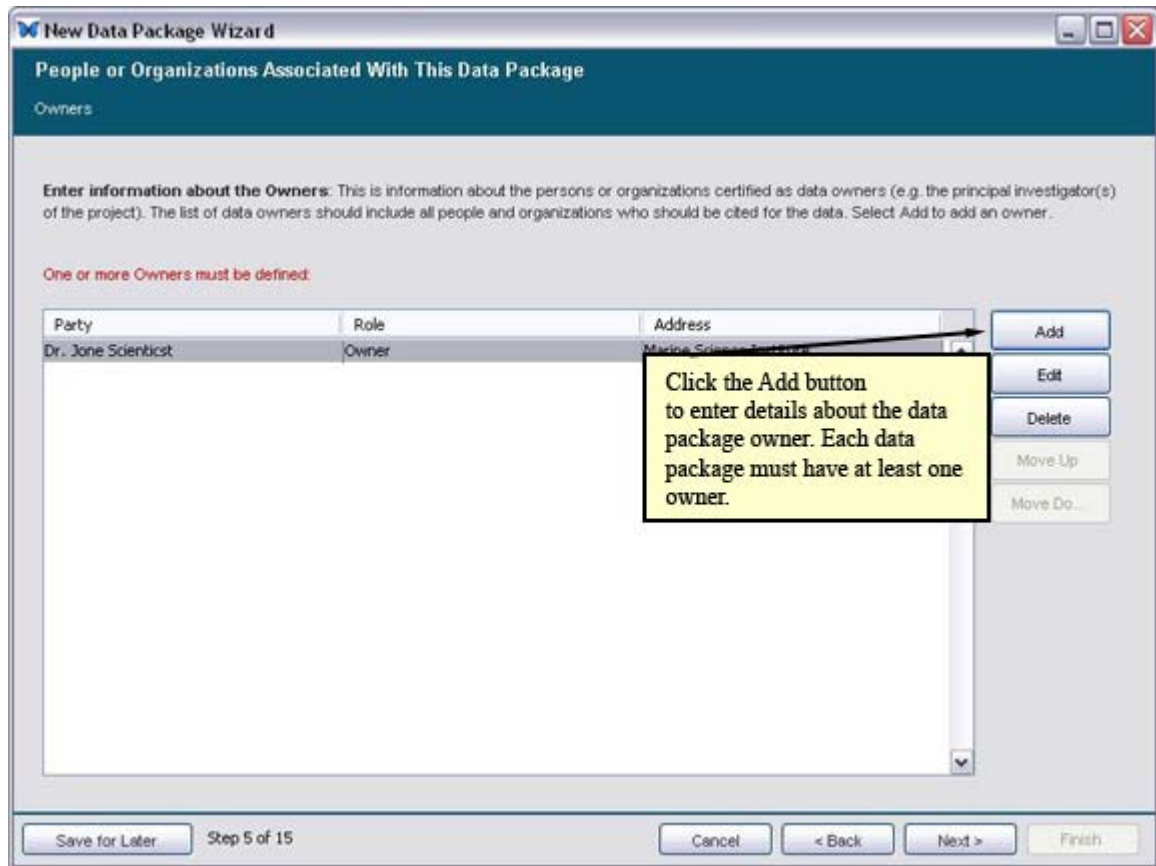 New Data Package Wizard
People or Organizations Associated With This Data Package
Owners
Enter information about the Owners: This is information about the persons or organizations certified as data owners (e.g. the principal investigator(s)
of the project). The list of data owners should include all people and organizations who should be cited for the data. Select Add to add an owner.
One or more Owners must be defined:
Party Role Address
Dr. Jone Scienticst Owner Marine Science Institute
Add
Edit
Delete
Move Up
Move Do...
Click the Add button
to enter details about the data
package owner. Each data
package must have at least one
owner.
Save for Later Step 5 of 15 Cancel < Back Next > Finish